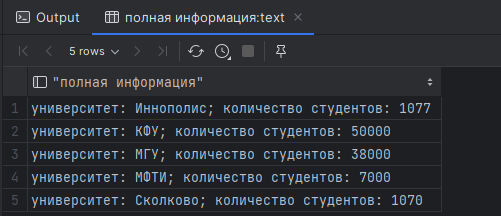 Output
полная информация:text
5 rows
"полная информация"
1 университет: Иннополис; количество студентов: 1077
2 университет: КФУ; количество студентов: 50000
3 университет: МГУ; количество студентов: 38000
4 университет: МФТИ; количество студентов: 7000
5 университет: Сколково; количество студентов: 1070